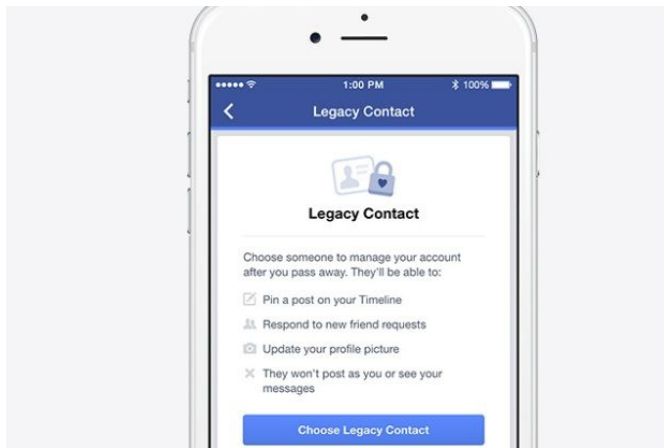 1:00 PM 100%
Legacy Contact
Legacy Contact
Choose someone to manage your account
after you pass away. They'll be able to:
Pin a post on your Timeline
Respond to new friend requests
Update your profile picture
They won't post as you or see your
messages
Choose Legacy Contact